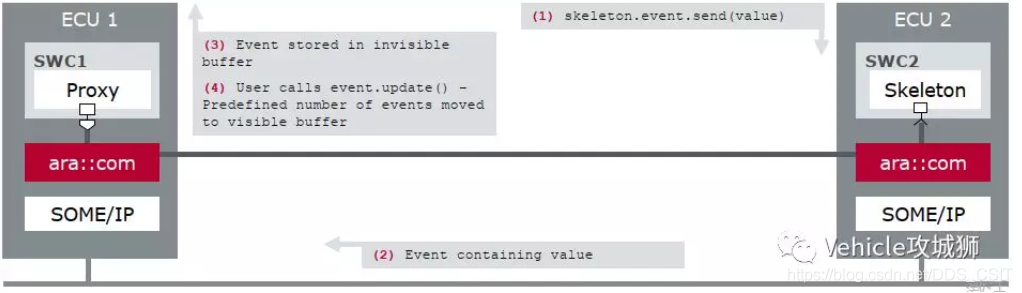 ECU 1
(1) skeleton.event.send(value)
ECU 2
(3) Event stored in invisible
buffer
(4) User calls event.update() –
Predefined number of events moved
to visible buffer
SWC1
Proxy
SWC2
Skeleton
ara::com
ara::com
SOME/IP
SOME/IP
(2) Event containing value
Vehicle攻城狮
https://blog.csdn.net/DDS_CSIT